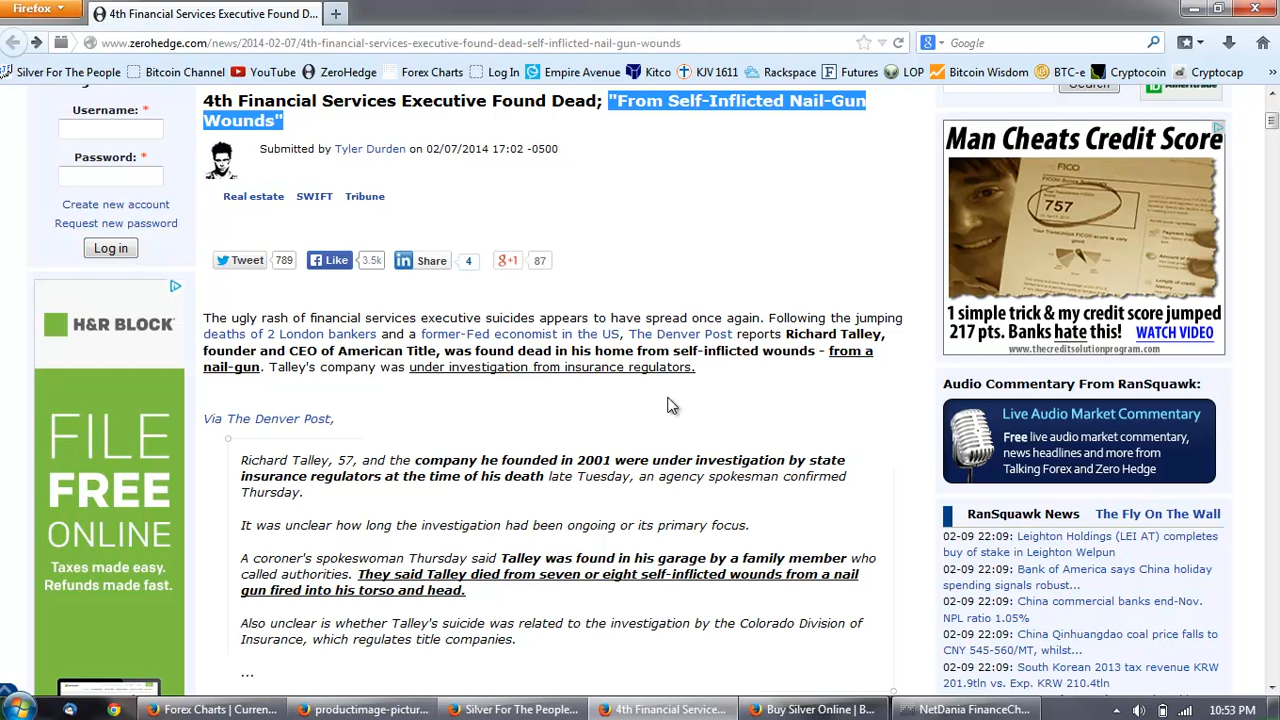 Firefox
4th Financial Services Executive Found D...
www.zerohedge.com/news/2014-02-07/4th-financial-services-executive-found-dead-self-inflicted-nail-gun-wounds
Google
Silver For The People
Bitcoin Channel
YouTube
ZeroHedge
Forex Charts
Log In
Empire Avenue
Kitco
KJV 1611
Rackspace
Futures
LOP
Bitcoin Wisdom
BTC-e
Cryptocoin
Cryptocap
»
Username: *
Password: *
Create new account
Request new password
Log in
H&R BLOCK
FILE
FREE
ONLINE
Taxes made easy.
Refunds made fast.
4th Financial Services Executive Found Dead; "From Self-Inflicted Nail-Gun
Wounds"
Submitted by Tyler Durden on 02/07/2014 17:02 -0500
Real estate SWIFT Tribune
Tweet 789
Like 3.5k
Share 4
+1 87
The ugly rash of financial services executive suicides appears to have spread once again. Following the jumping
deaths of 2 London bankers and a former-Fed economist in the US, The Denver Post reports Richard Talley,
founder and CEO of American Title, was found dead in his home from self-inflicted wounds - from a
nail-gun. Talley's company was under investigation from insurance regulators.
Via The Denver Post,
Richard Talley, 57, and the company he founded in 2001 were under investigation by state
insurance regulators at the time of his death late Tuesday, an agency spokesman confirmed
Thursday.
It was unclear how long the investigation had been ongoing or its primary focus.
A coroner's spokeswoman Thursday said Talley was found in his garage by a family member who
called authorities. They said Talley died from seven or eight self-inflicted wounds from a nail
gun fired into his torso and head.
Also unclear is whether Talley's suicide was related to the investigation by the Colorado Division of
Insurance, which regulates title companies.
...
Search
Man Cheats Credit Score
FICO
757
1 simple trick & my credit score jumped
217 pts. Banks hate this! WATCH VIDEO
www.thecreditsolutionprogram.com
Audio Commentary From RanSquawk:
Live Audio Market Commentary
Free live audio market commentary,
news headlines and more from
Talking Forex and Zero Hedge
RanSquawk News The Fly On The Wall
02-09 22:09: Leighton Holdings (LEI AT) completes
buy of stake in Leighton Welpun
02-09 22:09: Bank of America says China holiday
spending signals robust...
02-09 22:09: China commercial banks end-Nov.
NPL ratio 1.05%
02-09 22:09: China Qinhuangdao coal price falls to
CNY 545-560/MT, whilst...
02-09 22:09: South Korean 2013 tax revenue KRW
201.9tln vs. Exp. KRW 210.4tln
Forex Charts | Curren...
productimage-pictur...
Silver For The People...
4th Financial Service...
Buy Silver Online | B...
NetDania FinanceCh...
10:53 PM